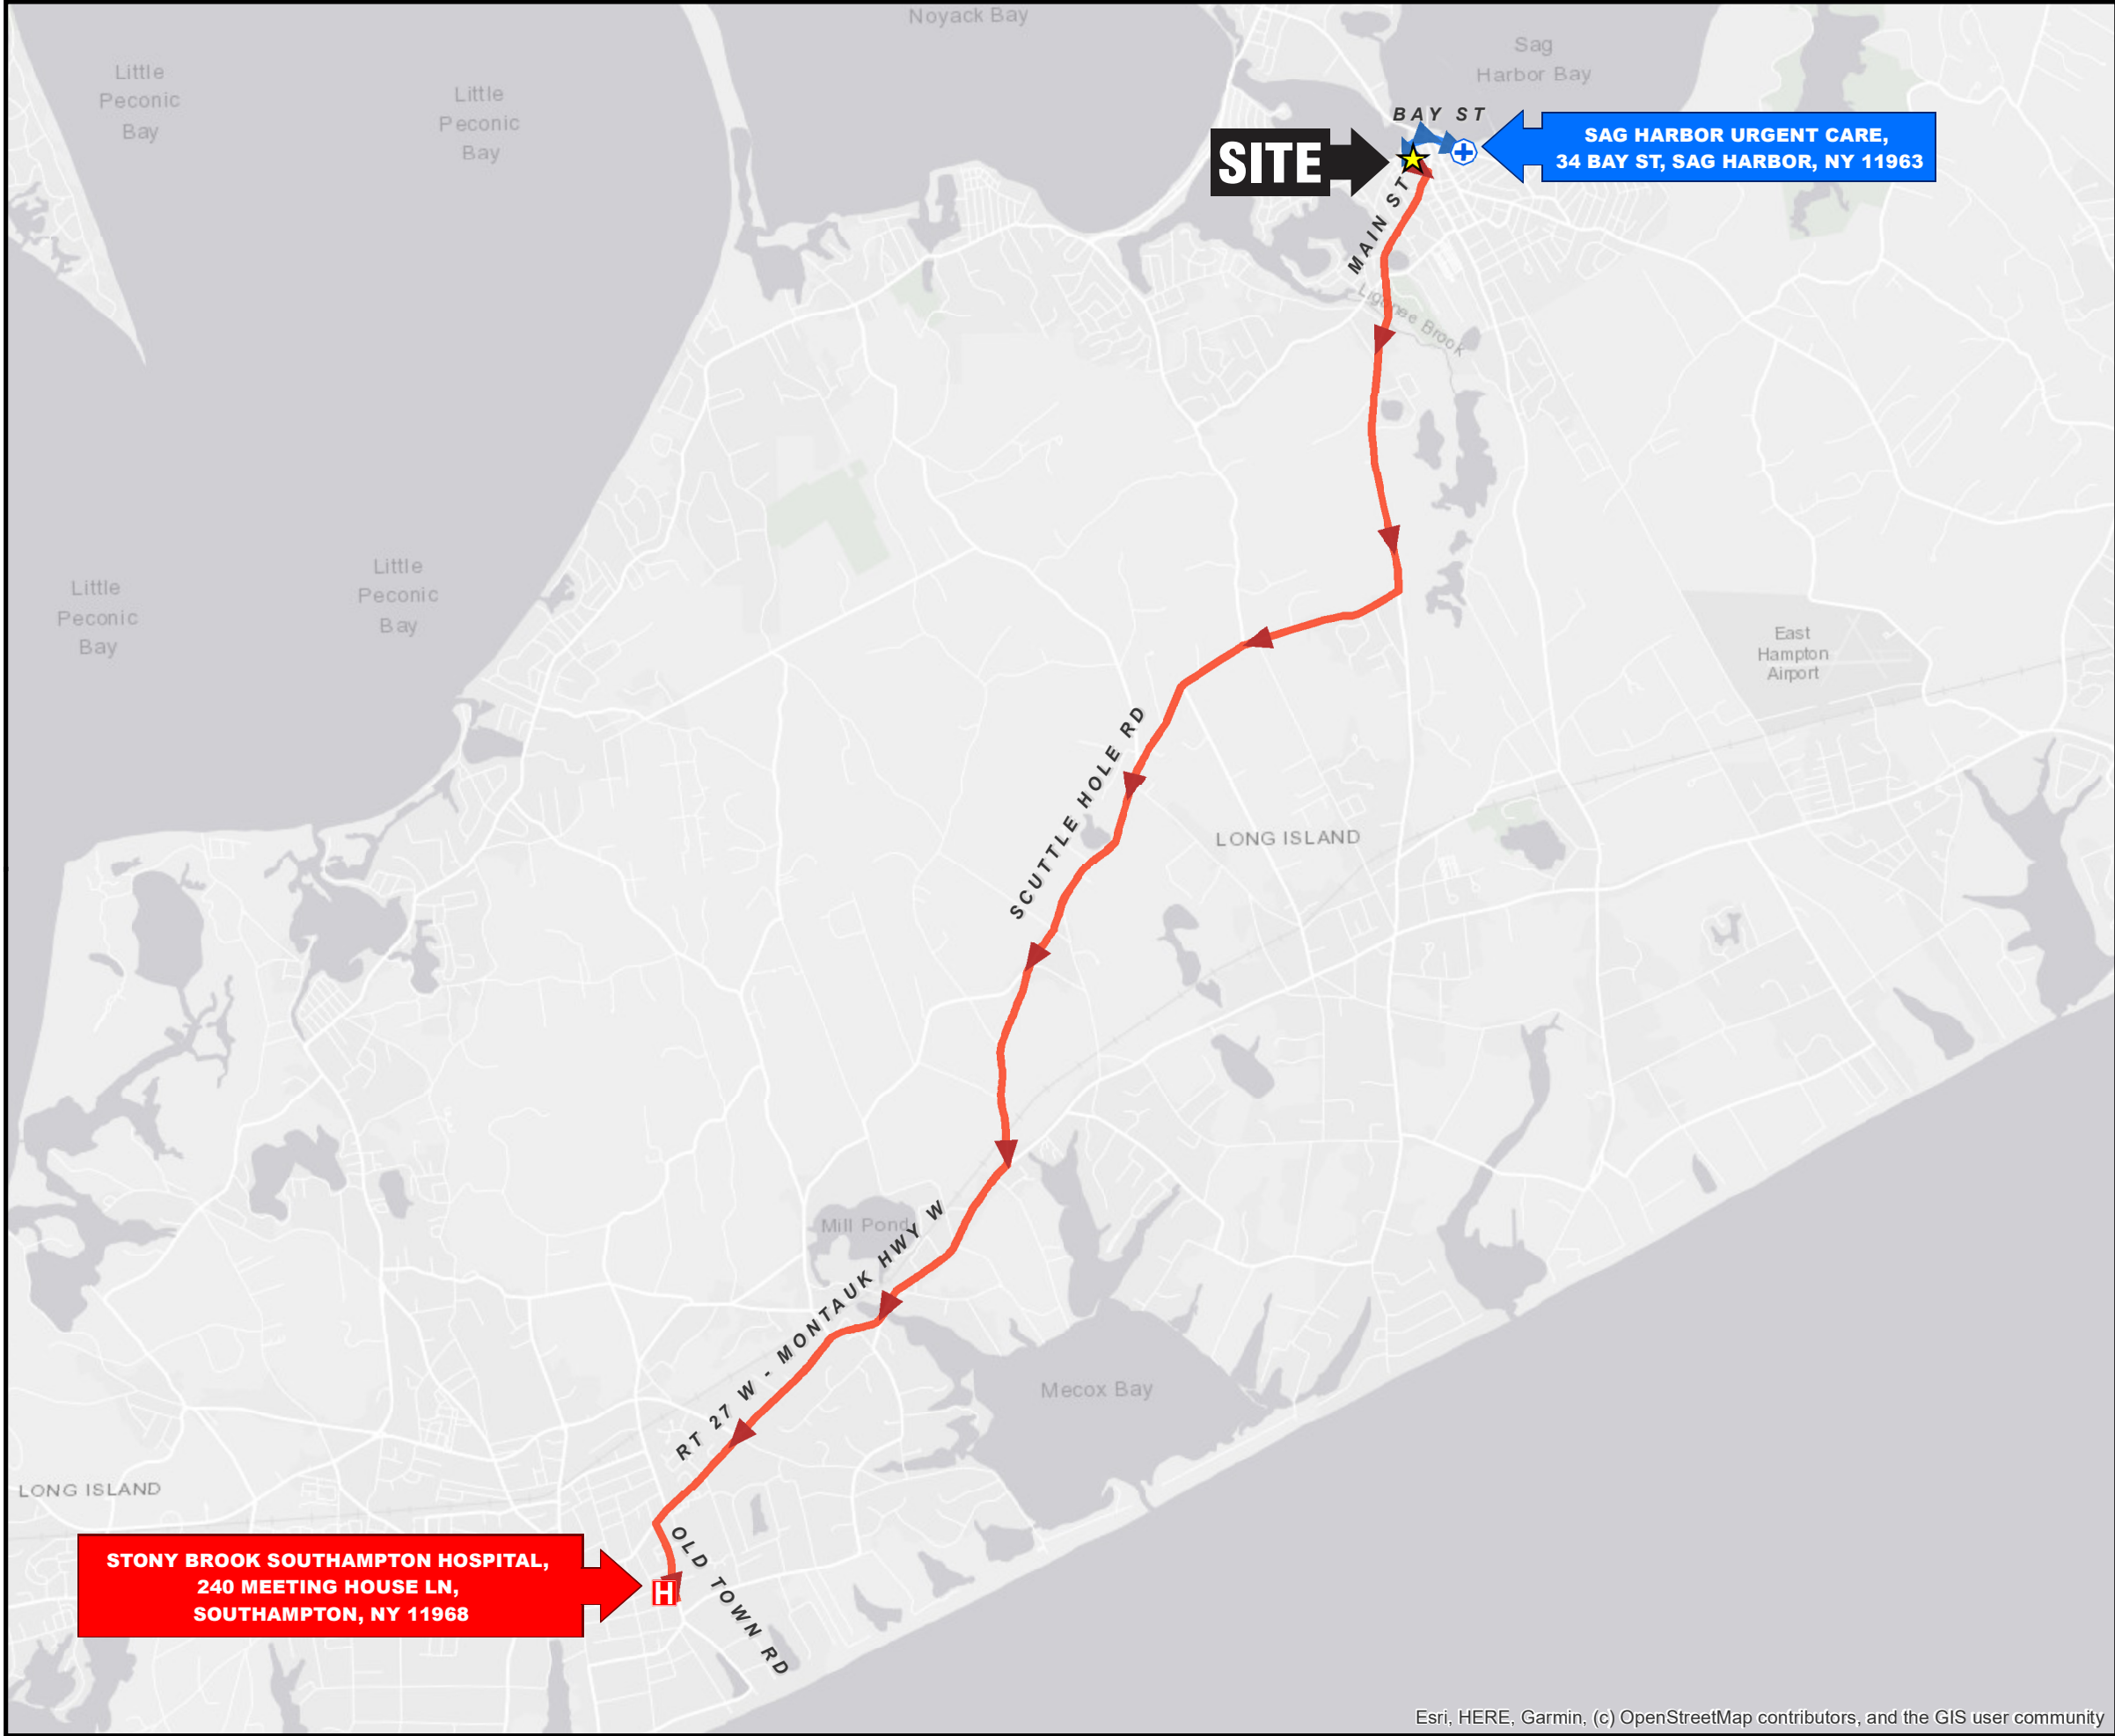 Noyack Bay
Little
Peconic
Bay
Little
Peconic
Bay
Sag
Harbor Bay
BAY ST
SITE
SAG HARBOR URGENT CARE,
34 BAY ST, SAG HARBOR, NY 11963
MAIN ST
Ligonee Brook
Little
Peconic
Bay
Little
Peconic
Bay
East
Hampton
Airport
SCUTTLE HOLE RD
LONG ISLAND
Mill Pond
RT 27 W - MONTAUK HWY W
Mecox Bay
LONG ISLAND
OLD TOWN RD
STONY BROOK SOUTHAMPTON HOSPITAL,
240 MEETING HOUSE LN,
SOUTHAMPTON, NY 11968
H
Esri, HERE, Garmin, (c) OpenStreetMap contributors, and the GIS user community